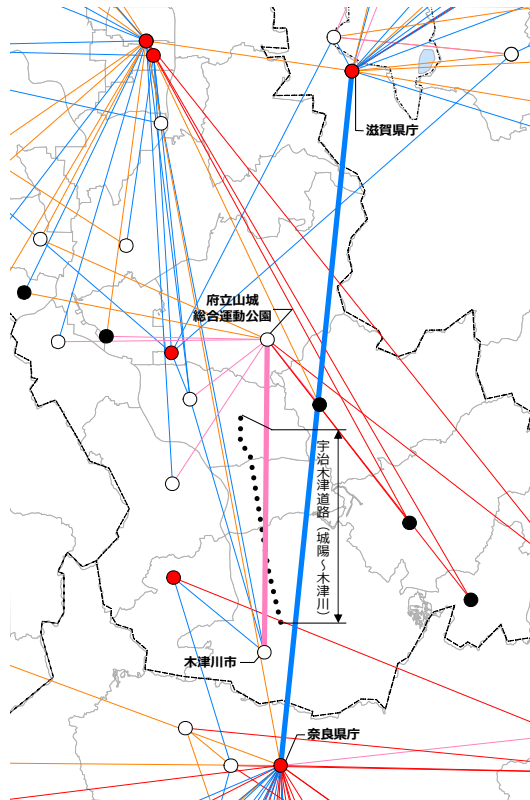 滋賀県庁
府立山城
総合運動公園
宇治木津道路（城陽〜木津川）
木津川市
奈良県庁